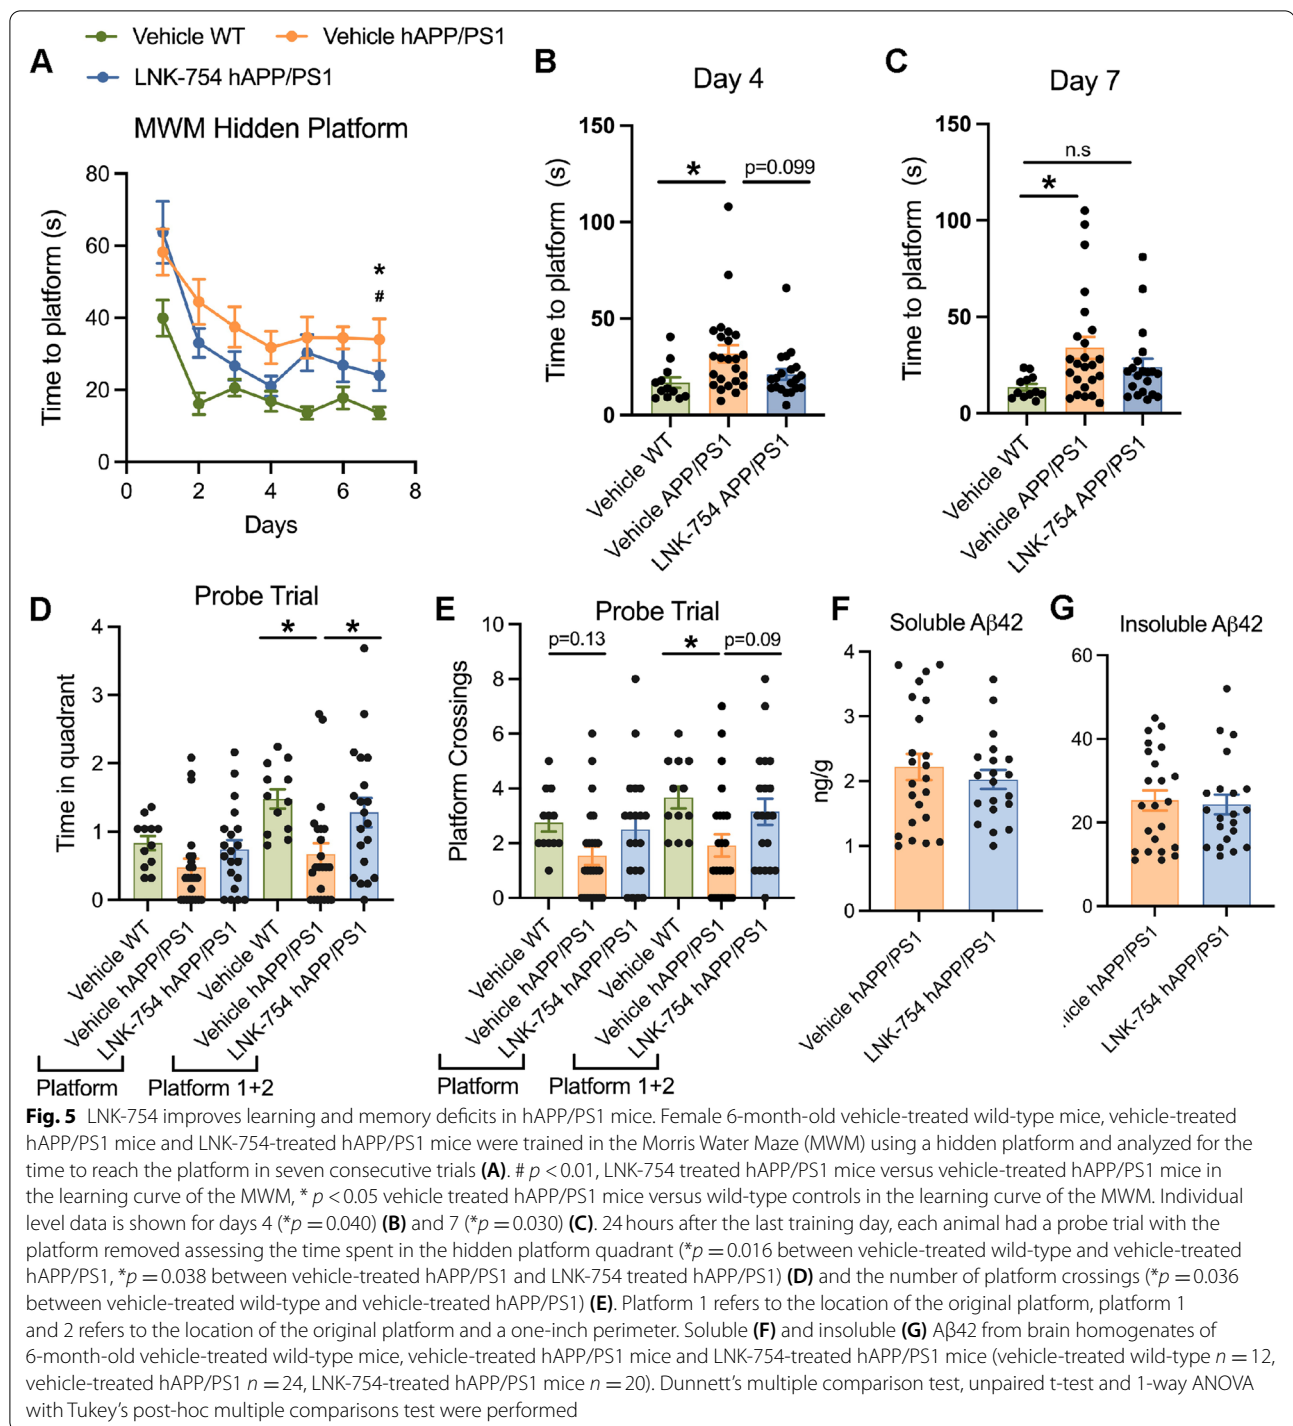 Vehicle WT
Vehicle hAPP/PS1
LNK-754 hAPP/PS1
A
MWM Hidden Platform
Time to platform (s)
80
60
40
20
0
*
#
0
2
4
6
8
Days
B
Day 4
Time to platform (s)
150
100
50
0
*
p=0.099
Vehicle WT
Vehicle APP/PS1
LNK-754 APP/PS1
C
Day 7
Time to platform (s)
150
100
50
0
n.s
*
Vehicle WT
Vehicle APP/PS1
LNK-754 APP/PS1
D
Probe Trial
Time in quadrant
4
3
2
1
0
*
*
Vehicle WT
Vehicle hAPP/PS1
LNK-754 hAPP/PS1
Vehicle WT
Vehicle hAPP/PS1
LNK-754 hAPP/PS1
Platform
Platform 1+2
E
Probe Trial
Platform Crossings
10
8
6
4
2
0
p=0.13
*
p=0.09
Vehicle WT
Vehicle hAPP/PS1
LNK-754 hAPP/PS1
Vehicle WT
Vehicle hAPP/PS1
LNK-754 hAPP/PS1
Platform
Platform 1+2
F
Soluble Aβ42
ng/g
4
3
2
1
0
Vehicle hAPP/PS1
LNK-754 hAPP/PS1
G
Insoluble Aβ42
60
40
20
0
hicle hAPP/PS1
LNK-754 hAPP/PS1
Fig. 5 LNK-754 improves learning and memory deficits in hAPP/PS1 mice. Female 6-month-old vehicle-treated wild-type mice, vehicle-treated
hAPP/PS1 mice and LNK-754-treated hAPP/PS1 mice were trained in the Morris Water Maze (MWM) using a hidden platform and analyzed for the
time to reach the platform in seven consecutive trials (A). # p < 0.01, LNK-754 treated hAPP/PS1 mice versus vehicle-treated hAPP/PS1 mice in
the learning curve of the MWM, * p < 0.05 vehicle treated hAPP/PS1 mice versus wild-type controls in the learning curve of the MWM. Individual
level data is shown for days 4 (*p = 0.040) (B) and 7 (*p = 0.030) (C). 24 hours after the last training day, each animal had a probe trial with the
platform removed assessing the time spent in the hidden platform quadrant (*p = 0.016 between vehicle-treated wild-type and vehicle-treated
hAPP/PS1, *p = 0.038 between vehicle-treated hAPP/PS1 and LNK-754 treated hAPP/PS1) (D) and the number of platform crossings (*p = 0.036
between vehicle-treated wild-type and vehicle-treated hAPP/PS1) (E). Platform 1 refers to the location of the original platform, platform 1
and 2 refers to the location of the original platform and a one-inch perimeter. Soluble (F) and insoluble (G) Aβ42 from brain homogenates of
6-month-old vehicle-treated wild-type mice, vehicle-treated hAPP/PS1 mice and LNK-754-treated hAPP/PS1 mice (vehicle-treated wild-type n = 12,
vehicle-treated hAPP/PS1 n = 24, LNK-754-treated hAPP/PS1 mice n = 20). Dunnett's multiple comparison test, unpaired t-test and 1-way ANOVA
with Tukey's post-hoc multiple comparisons test were performed